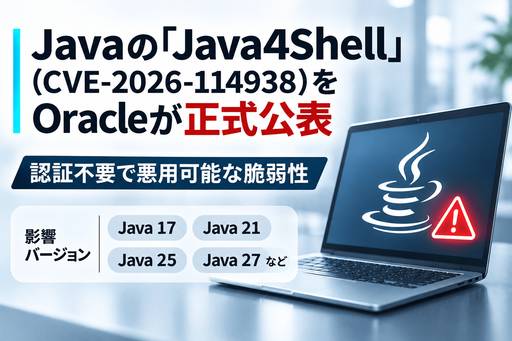 Javaの「Java4Shell」
（CVE-2026-114938）を
Oracleが正式公表
認証不要で悪用可能な脆弱性
影響
バージョン
Java 17
Java 21
Java 25
Java 27 など